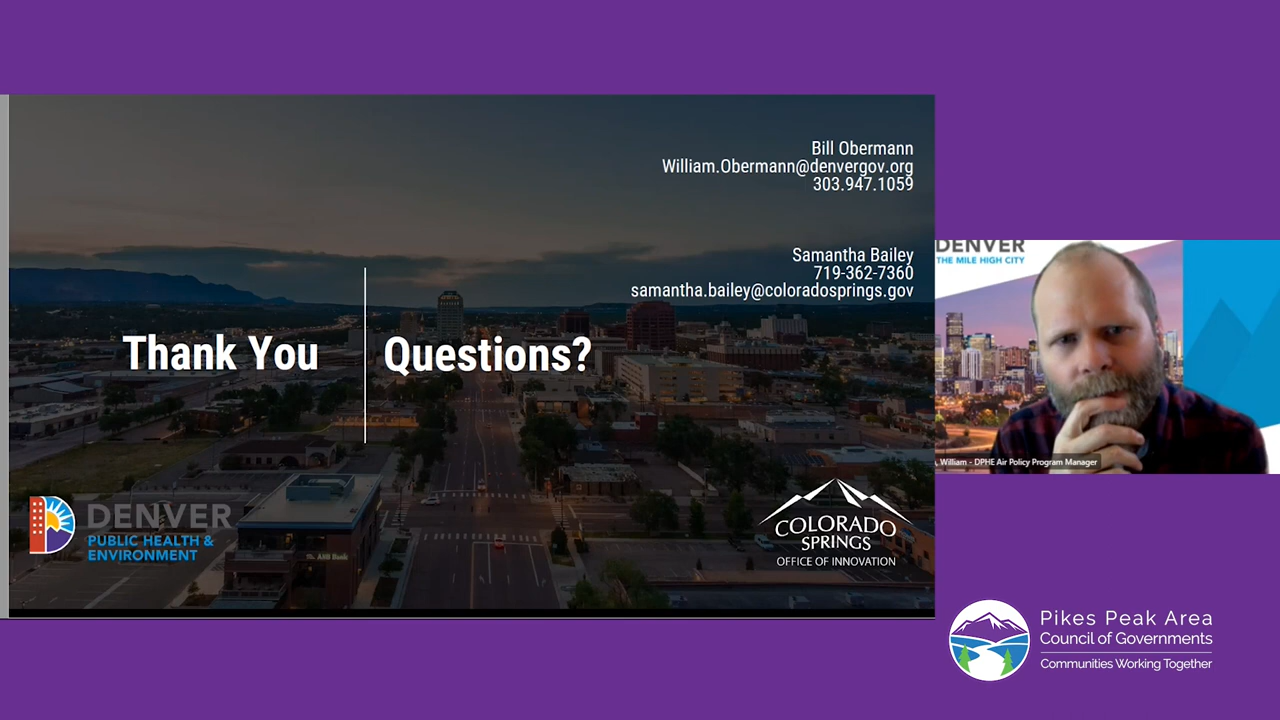 Bill Obermann
William.Obermann@denvergov.org
303.947.1059
Samantha Bailey
719-362-7360
samantha.bailey@coloradosprings.gov
Thank You
Questions?
DENVER
PUBLIC HEALTH &
ENVIRONMENT
COLORADO
SPRINGS
OFFICE OF INNOVATION
DENVER
THE MILE HIGH CITY
, William - DPHE Air Policy Program Manager
Pikes Peak Area
Council of Governments
Communities Working Together